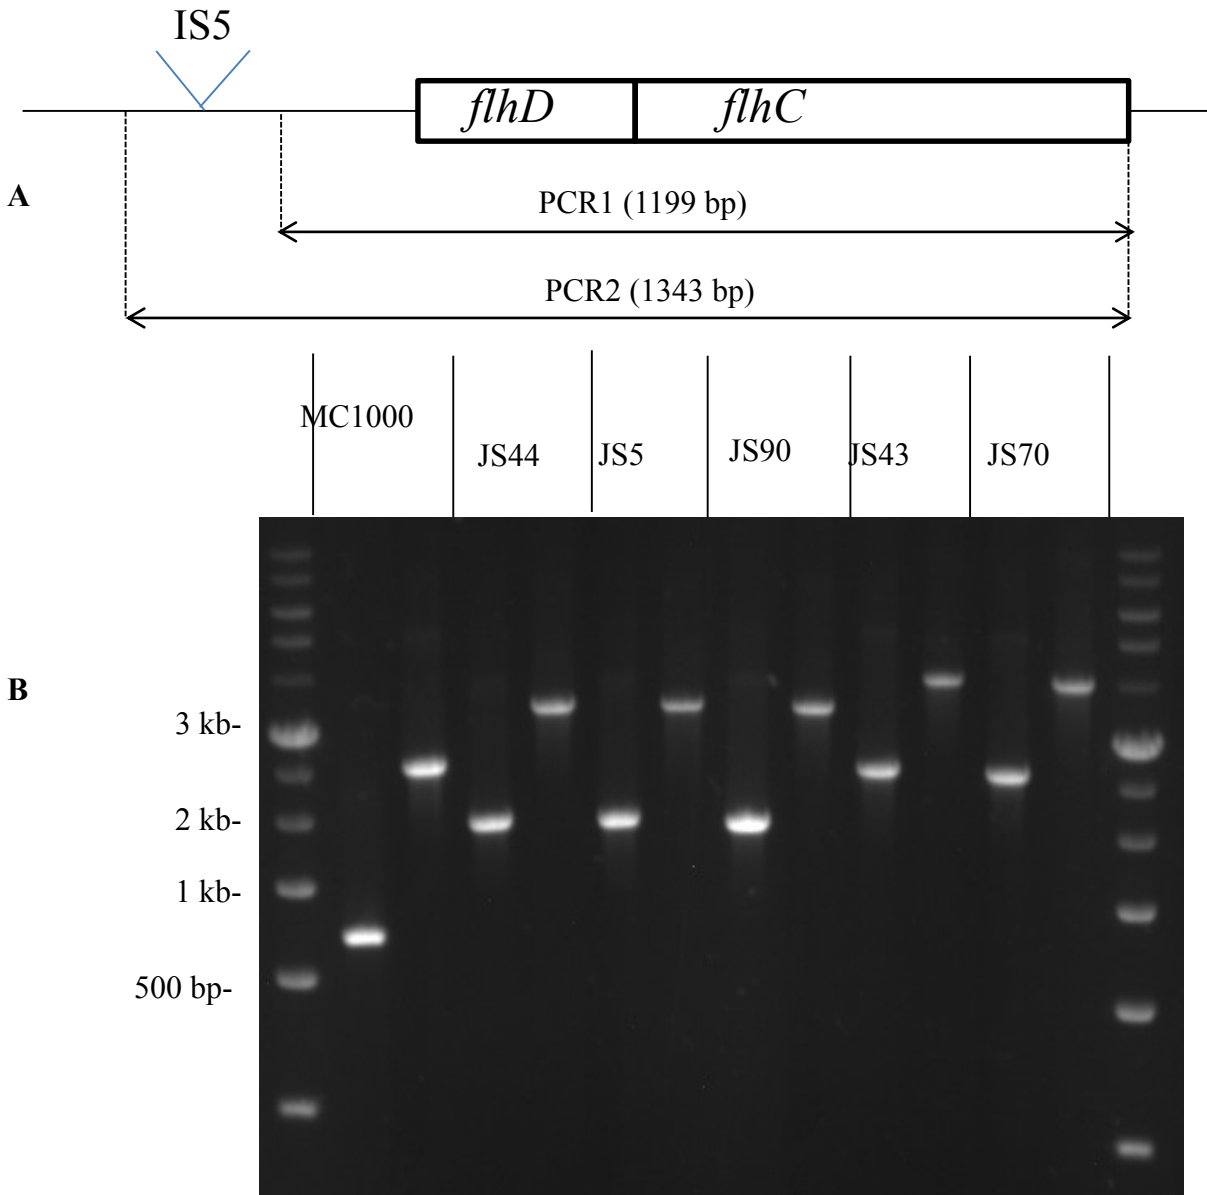 IS5
flhD flhC
A
PCR1 (1199 bp)
PCR2 (1343 bp)
MC1000
JS44 JS5 JS90 JS43 JS70
B
3 kb-
2 kb-
1 kb-
500 bp-